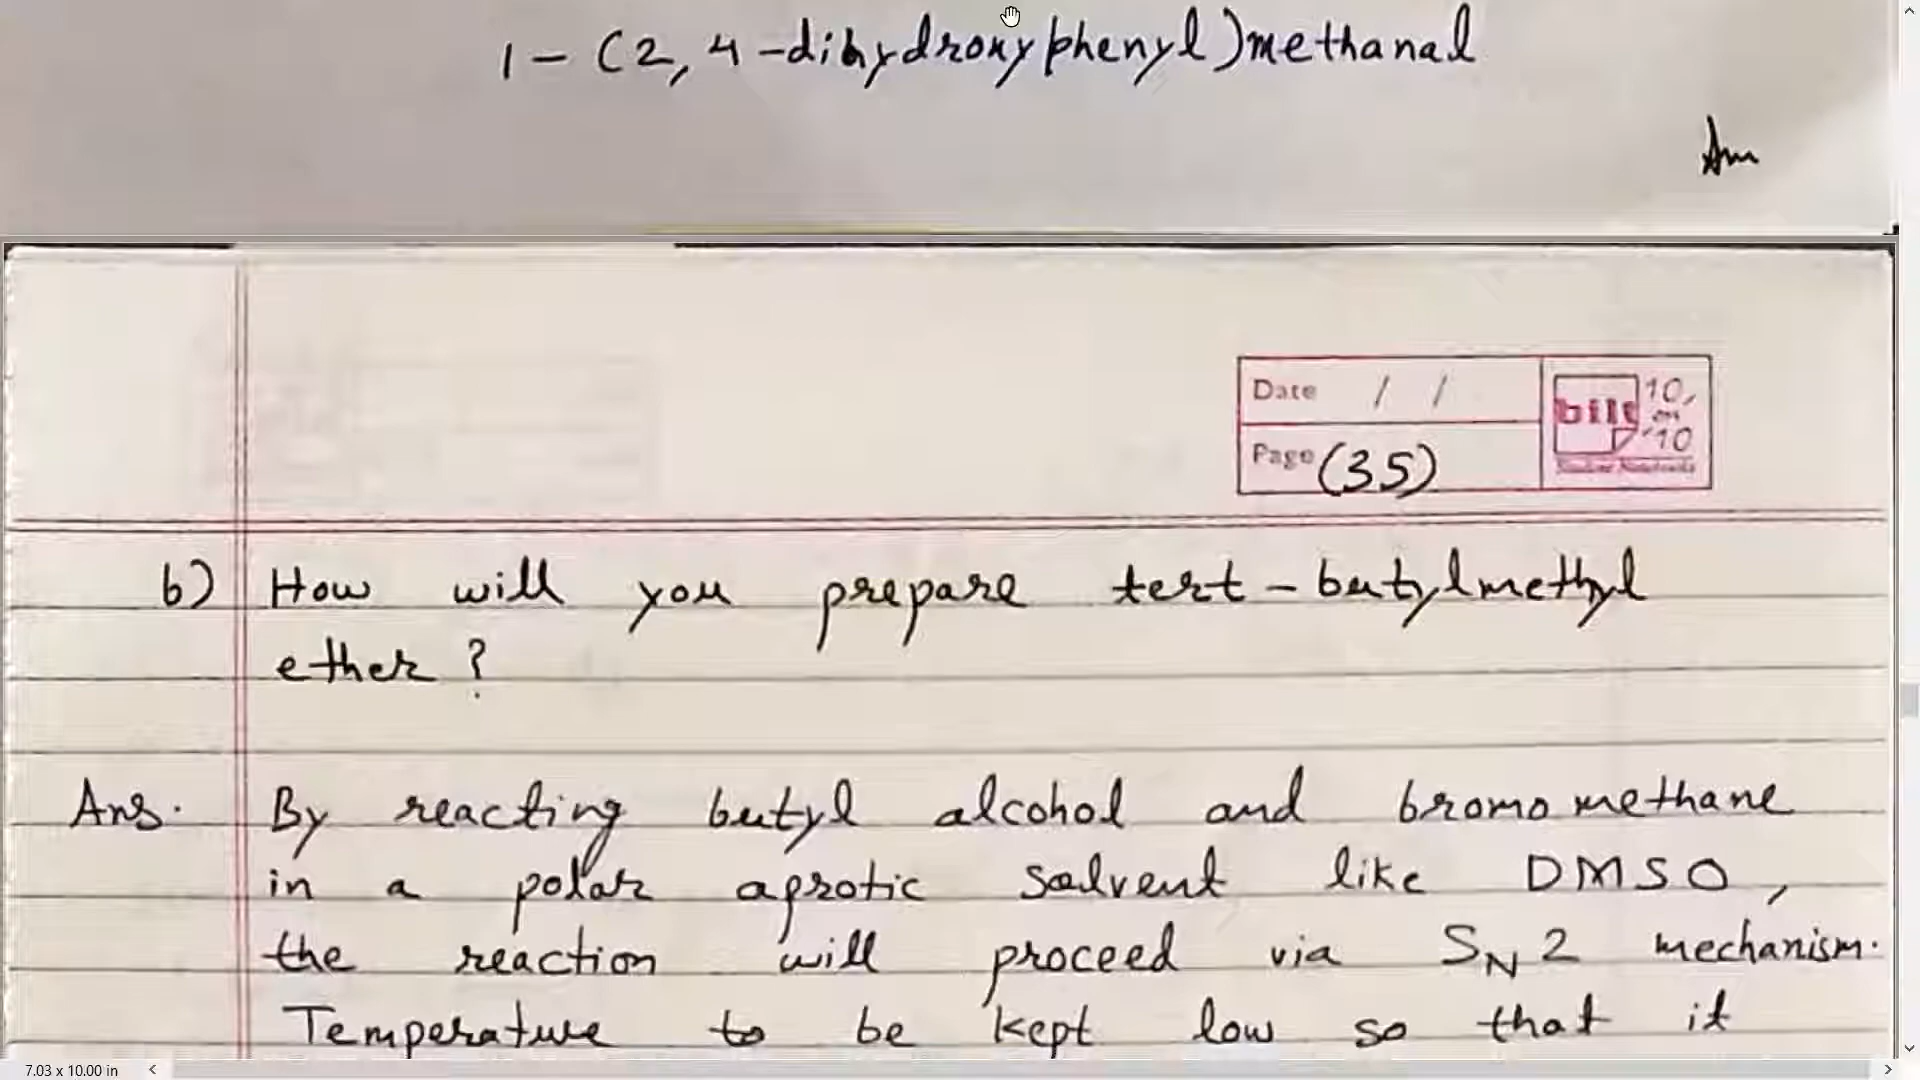 1 - (2, 4 - dihydroxyphenyl) methanal
Ans
Date / /
Page (35)
bilt
b) How will you prepare tert - butylmethyl
ether ?
Ans. By reacting butyl alcohol and bromomethane
in a polar aprotic solvent like DMSO ,
the reaction will proceed via SN2 mechanism.
Temperature to be kept low so that it
7.03 x 10.00 in